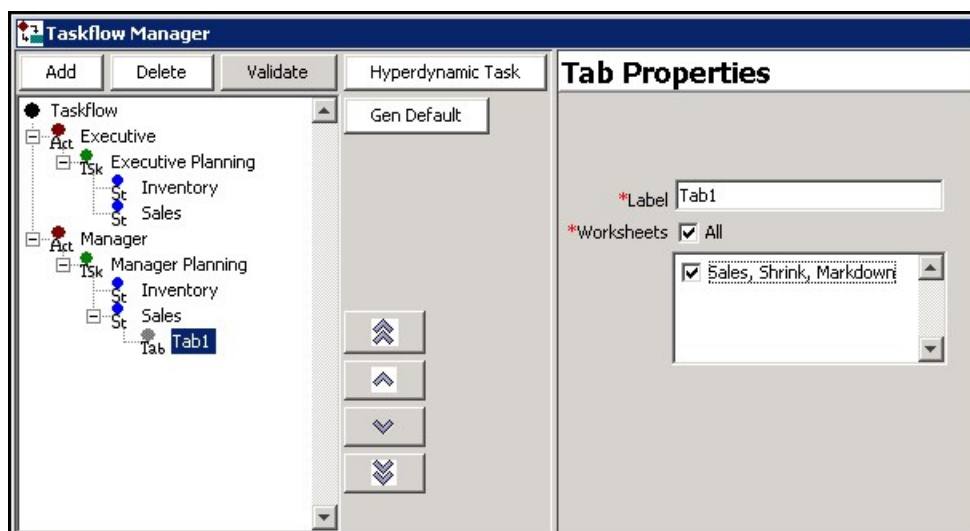 Taskflow Manager
Add Delete Validate Hyperdynamic Task
Gen Default
Taskflow
Act Executive
Tsk Executive Planning
St Inventory
St Sales
Act Manager
Tsk Manager Planning
St Inventory
St Sales
Tab Tab1
Tab Properties
*Label Tab1
*Worksheets All
Sales, Shrink, Markdown